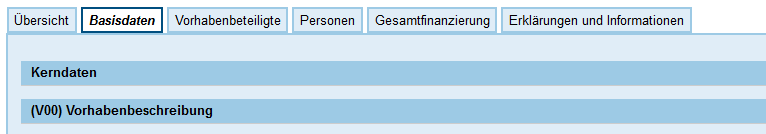 Übersicht Basisdaten Vorhabenbeteiligte Personen Gesamtfinanzierung Erklärungen und Informationen
Kerndaten
(V00) Vorhabenbeschreibung